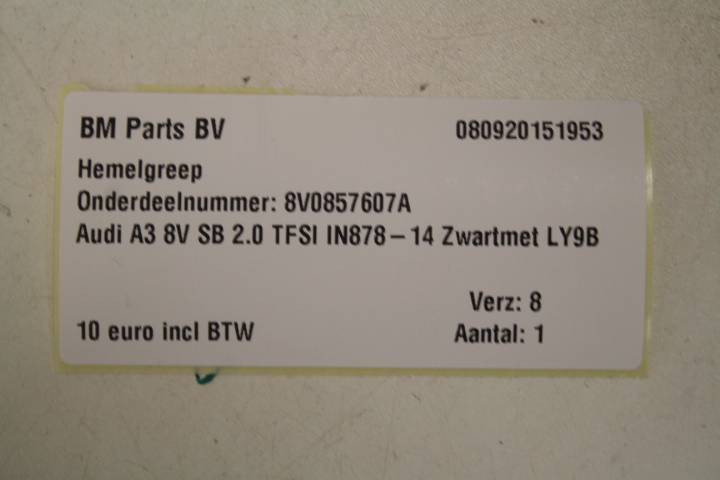 BM Parts BV 080920151953
Hemelgreep
Onderdeelnummer: 8V0857607A
Audi A3 8V SB 2.0 TFSI IN878-14 Zwartmet LY9B
Verz: 8
10 euro incl BTW Aantal: 1